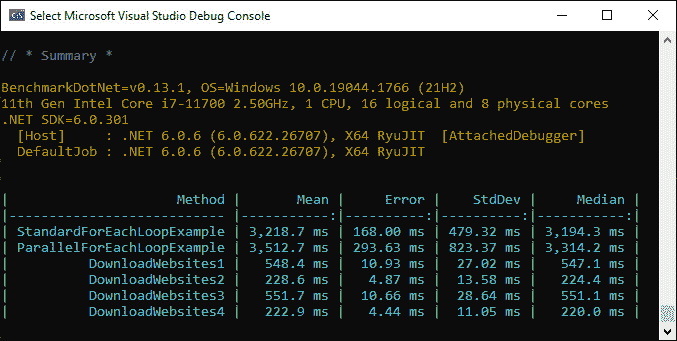 Select Microsoft Visual Studio Debug Console
// * Summary *
BenchmarkDotNet=v0.13.1, OS=Windows 10.0.19044.1766 (21H2)
11th Gen Intel Core i7-11700 2.50GHz, 1 CPU, 16 logical and 8 physical cores
.NET SDK=6.0.301
  [Host]     : .NET 6.0.6 (6.0.622.26707), X64 RyuJIT  [AttachedDebugger]
  DefaultJob : .NET 6.0.6 (6.0.622.26707), X64 RyuJIT
|                     Method |       Mean |     Error |    StdDev |     Median |
|--------------------------- |-----------:|----------:|----------:|-----------:|
| StandardForEachLoopExample | 3,218.7 ms | 168.00 ms | 479.32 ms | 3,194.3 ms |
| ParallelForEachLoopExample | 3,512.7 ms | 293.63 ms | 823.37 ms | 3,314.2 ms |
|          DownloadWebsites1 |   548.4 ms |  10.93 ms |  27.02 ms |   547.1 ms |
|          DownloadWebsites2 |   228.6 ms |   4.87 ms |  13.58 ms |   224.4 ms |
|          DownloadWebsites3 |   551.7 ms |  10.66 ms |  28.64 ms |   551.1 ms |
|          DownloadWebsites4 |   222.9 ms |   4.44 ms |  11.05 ms |   220.0 ms |